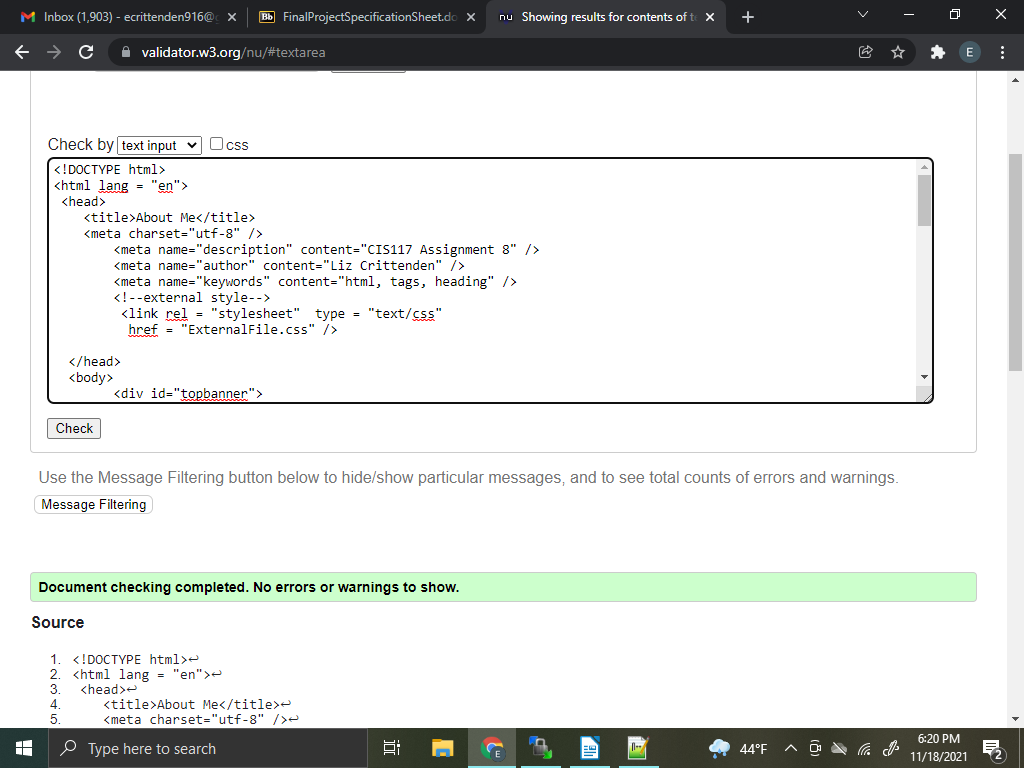 Inbox (1,903) - ecrittenden916@
Bb FinalProjectSpecificationSheet.do
nu Showing results for contents of te
validator.w3.org/nu/#textarea
E
Check by text input css
<!DOCTYPE html>
<html lang = "en">
<head>
<title>About Me</title>
<meta charset="utf-8" />
<meta name="description" content="CIS117 Assignment 8" />
<meta name="author" content="Liz Crittenden" />
<meta name="keywords" content="html, tags, heading" />
<!--external style-->
<link rel = "stylesheet"  type = "text/css"
href = "ExternalFile.css" />
</head>
<body>
<div id="topbanner">
Check
Use the Message Filtering button below to hide/show particular messages, and to see total counts of errors and warnings.
Message Filtering
Document checking completed. No errors or warnings to show.
Source
1. <!DOCTYPE html>↩
2. <html lang = "en">↩
3. <head>↩
4. <title>About Me</title>↩
5. <meta charset="utf-8" />↩
Type here to search
E
44°F
6:20 PM
11/18/2021
2